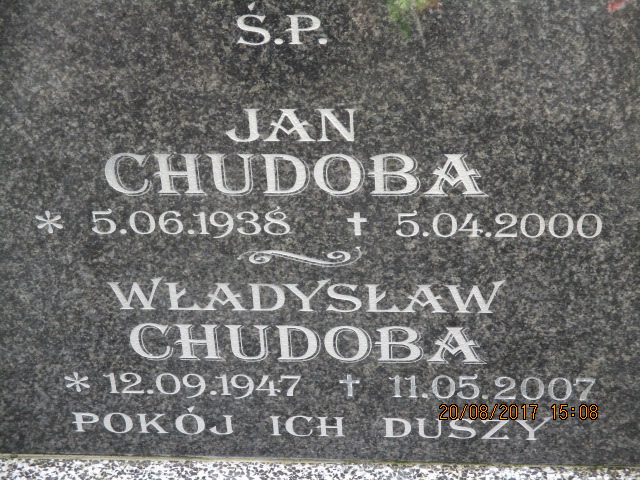 Ś.P.
JAN
CHUDOBA
* 5.06.1938 † 5.04.2000
WŁADYSŁAW
CHUDOBA
* 12.09.1947 † 11.05.2007
POKÓJ ICH DUSZY
20/08/2017 15:08